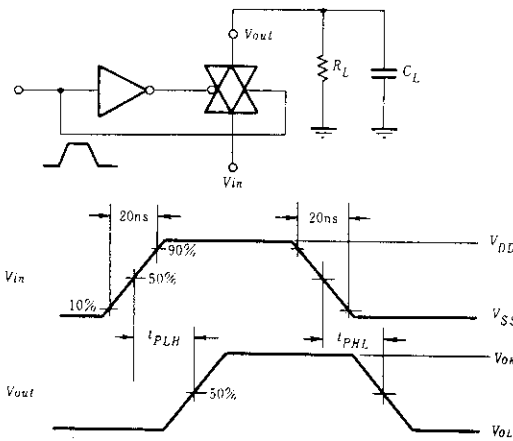 Vout
RL
CL
Vin
20ns
20ns
90%
VDD
Vin
50%
10%
VSS
tPLH
tPHL
VOH
Vout
50%
VOL